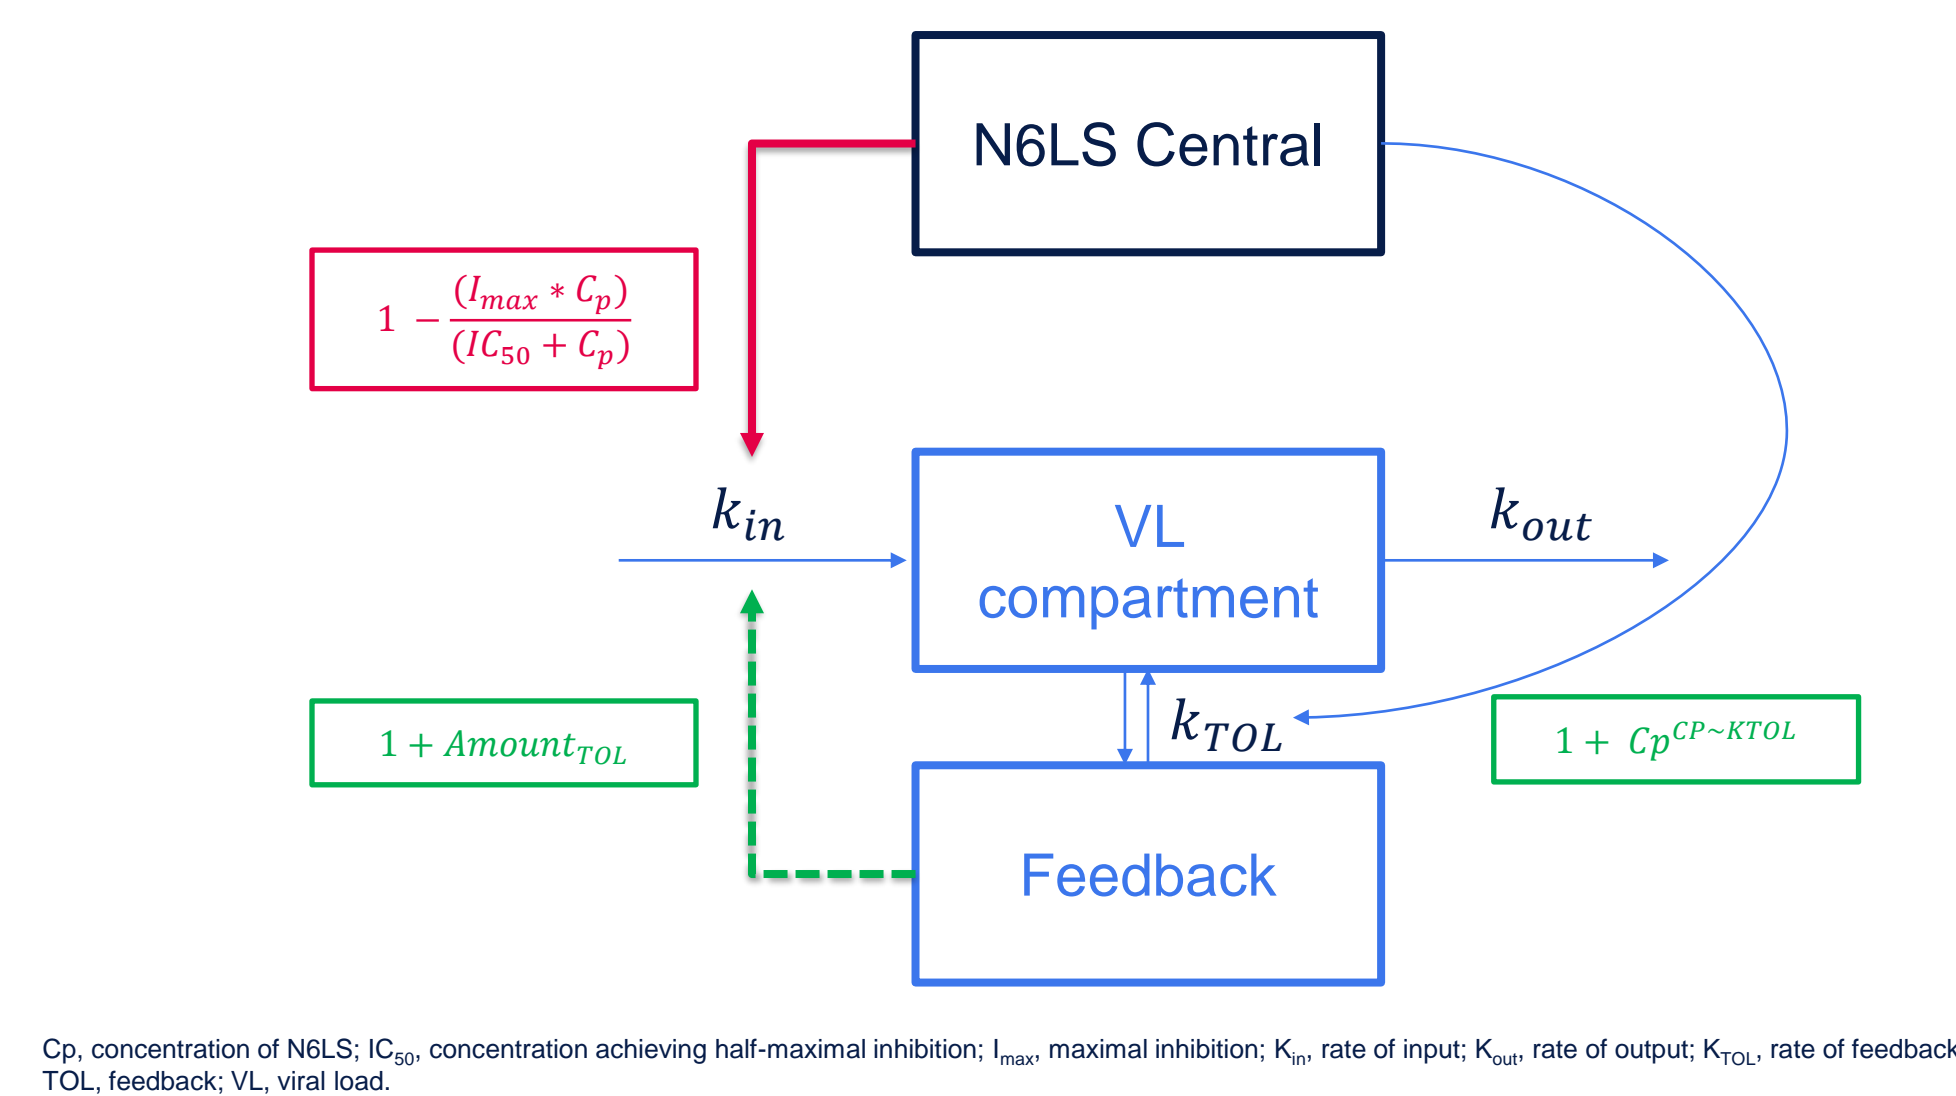 N6LS Central
1 − (I_max ∗ C_p) / (IC_50 + C_p)
k_in
VL
compartment
k_out
k_TOL
1 + Amount_TOL
1 + Cp^CP~KTOL
Feedback
Cp, concentration of N6LS; IC50, concentration achieving half-maximal inhibition; Imax, maximal inhibition; Kin, rate of input; Kout, rate of output; KTOL, rate of feedback
TOL, feedback; VL, viral load.